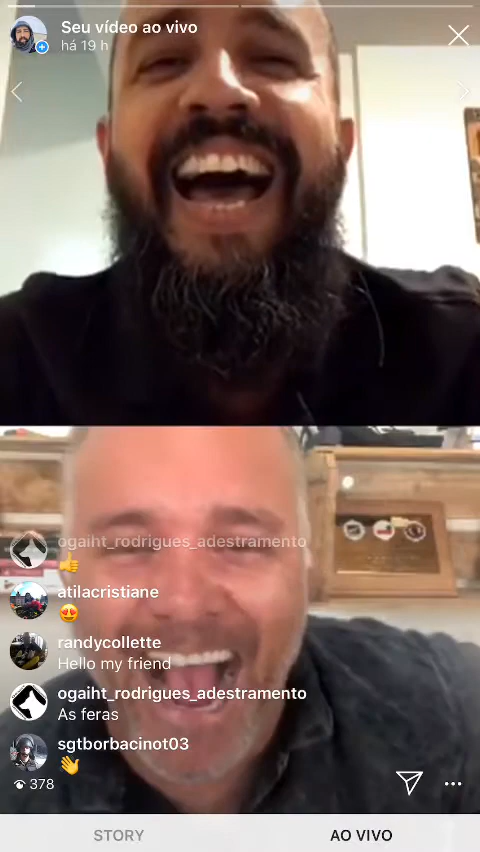 Seu vídeo ao vivo
há 19 h
ogaiht_rodrigues_adestramento
👍
atilacristiane
😍
randycollette
Hello my friend
ogaiht_rodrigues_adestramento
As feras
sgtborbacinot03
👋
378
STORY
AO VIVO